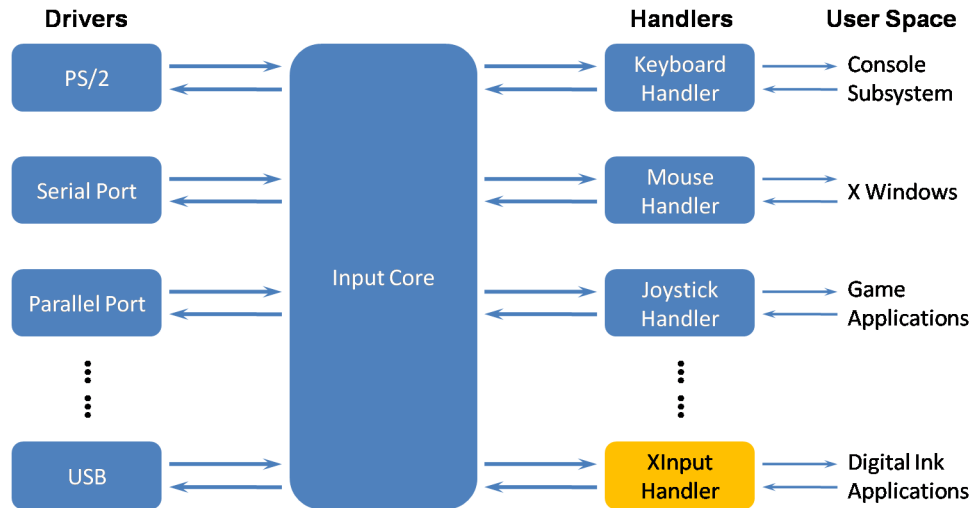 Drivers
Handlers
User Space
PS/2
Keyboard
Handler
Console
Subsystem
Serial Port
Mouse
Handler
X Windows
Input Core
Parallel Port
Joystick
Handler
Game
Applications
USB
XInput
Handler
Digital Ink
Applications